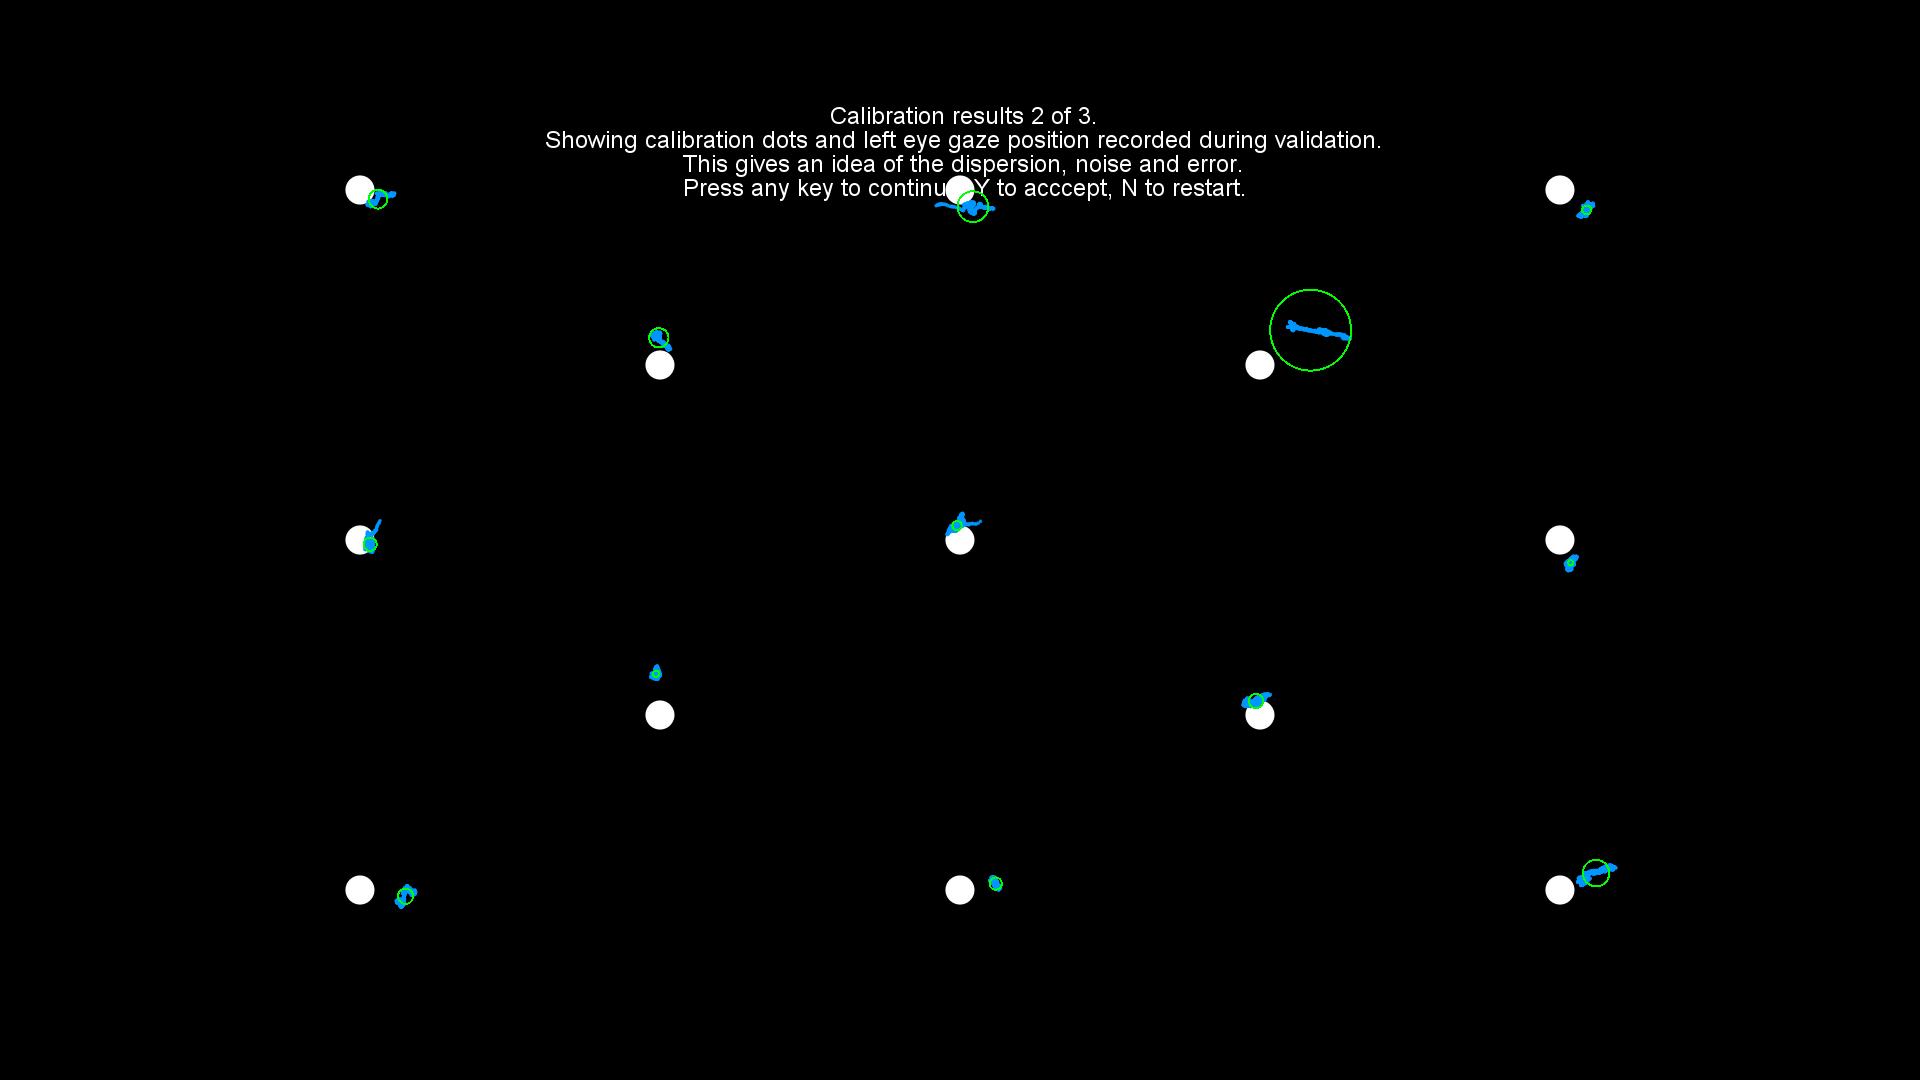 Calibration results 2 of 3.
Showing calibration dots and left eye gaze position recorded during validation.
This gives an idea of the dispersion, noise and error.
Press any key to continu Y to acccept, N to restart.